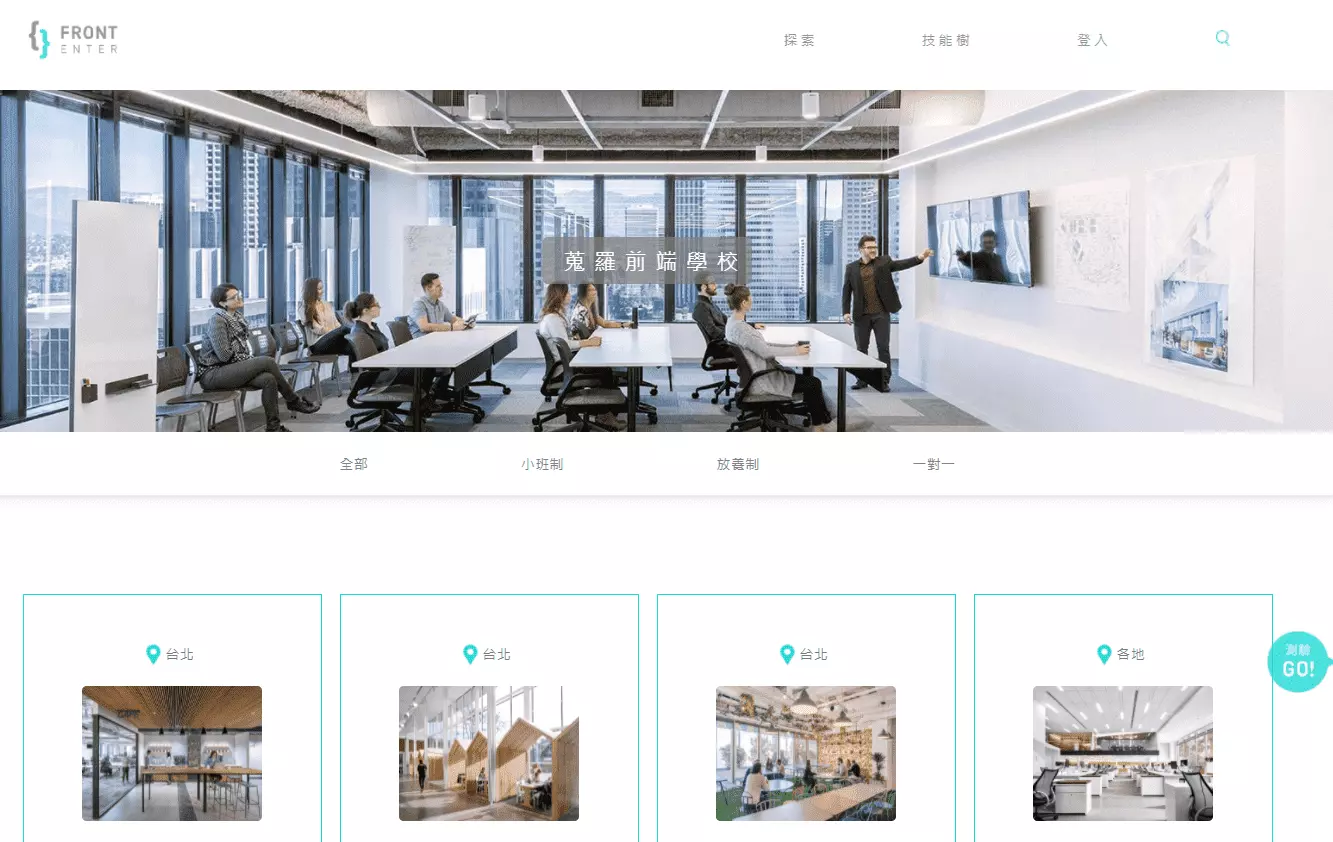 FRONT
ENTER
探索
技能樹
登入
蒐羅前端學校
全部
小班制
放養制
一對一
台北
台北
台北
各地
測驗
GO!